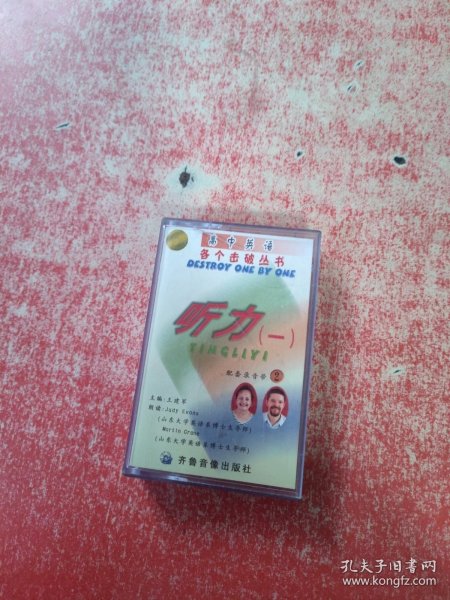 高中英语
各个击破丛书
DESTROY ONE BY ONE
听力(一)
TINGLIYI
配套录音带 2
主编:王建军
朗读:Judy Evans
(山东大学英语系博士生导师)
Martin Orone
(山东大学英语系博士生导师)
齐鲁音像出版社
孔夫子旧书网
www.kongfz.com